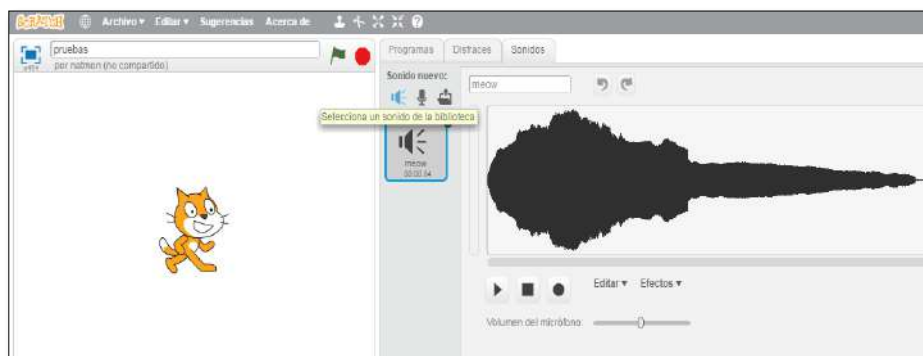 SCRATCH Archivo▼ Editar▼ Sugerencias Acerca de
pruebas
por natmen (no compartido)
Programas Disfraces Sonidos
Sonido nuevo:
meow
Selecciona un sonido de la biblioteca
meow
Editar▼ Efectos▼
Volumen del micrófono: